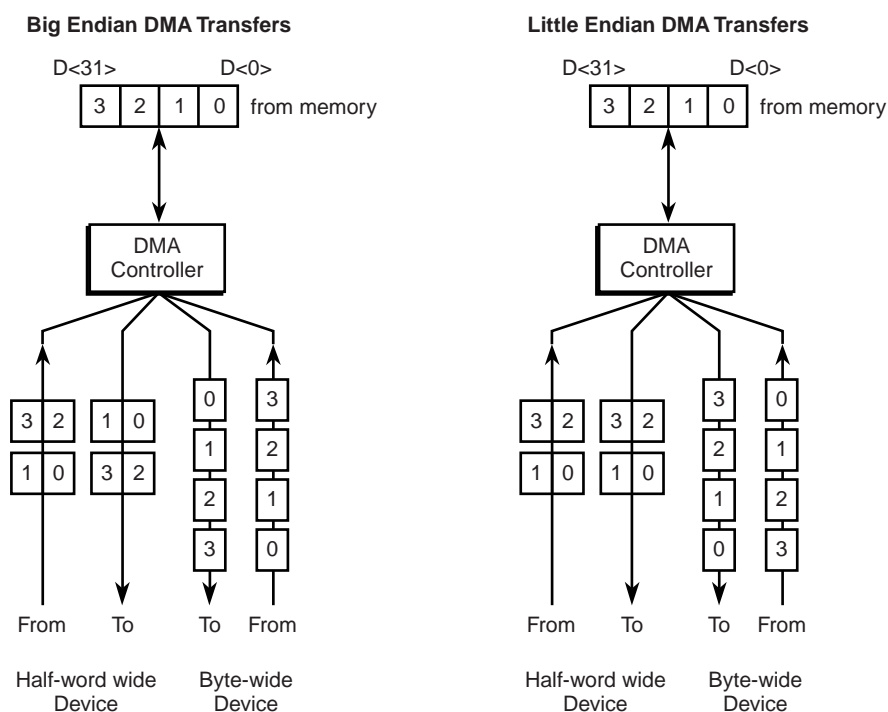 Big Endian DMA Transfers
D<31> D<0>
3 2 1 0 from memory
DMA
Controller
3 2
1 0
1 0
3 2
0
1
2
3
3
2
1
0
From To To From
Half-word wide
Device
Byte-wide
Device
Little Endian DMA Transfers
D<31> D<0>
3 2 1 0 from memory
DMA
Controller
3 2
1 0
3 2
1 0
3
2
1
0
0
1
2
3
From To To From
Half-word wide
Device
Byte-wide
Device